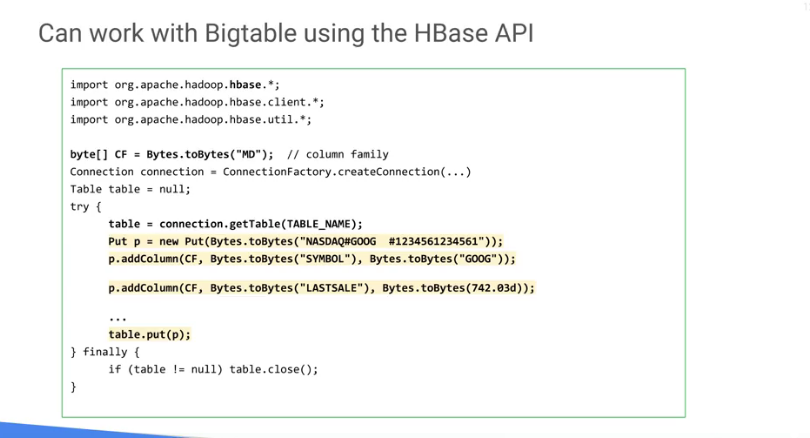 Can work with Bigtable using the HBase API
import org.apache.hadoop.hbase.*;
import org.apache.hadoop.hbase.client.*;
import org.apache.hadoop.hbase.util.*;
byte[] CF = Bytes.toBytes("MD");  // column family
Connection connection = ConnectionFactory.createConnection(...)
Table table = null;
try {
table = connection.getTable(TABLE_NAME);
Put p = new Put(Bytes.toBytes("NASDAQ#GOOG  #1234561234561"));
p.addColumn(CF, Bytes.toBytes("SYMBOL"), Bytes.toBytes("GOOG"));
p.addColumn(CF, Bytes.toBytes("LASTSALE"), Bytes.toBytes(742.03d));
...
table.put(p);
} finally {
if (table != null) table.close();
}